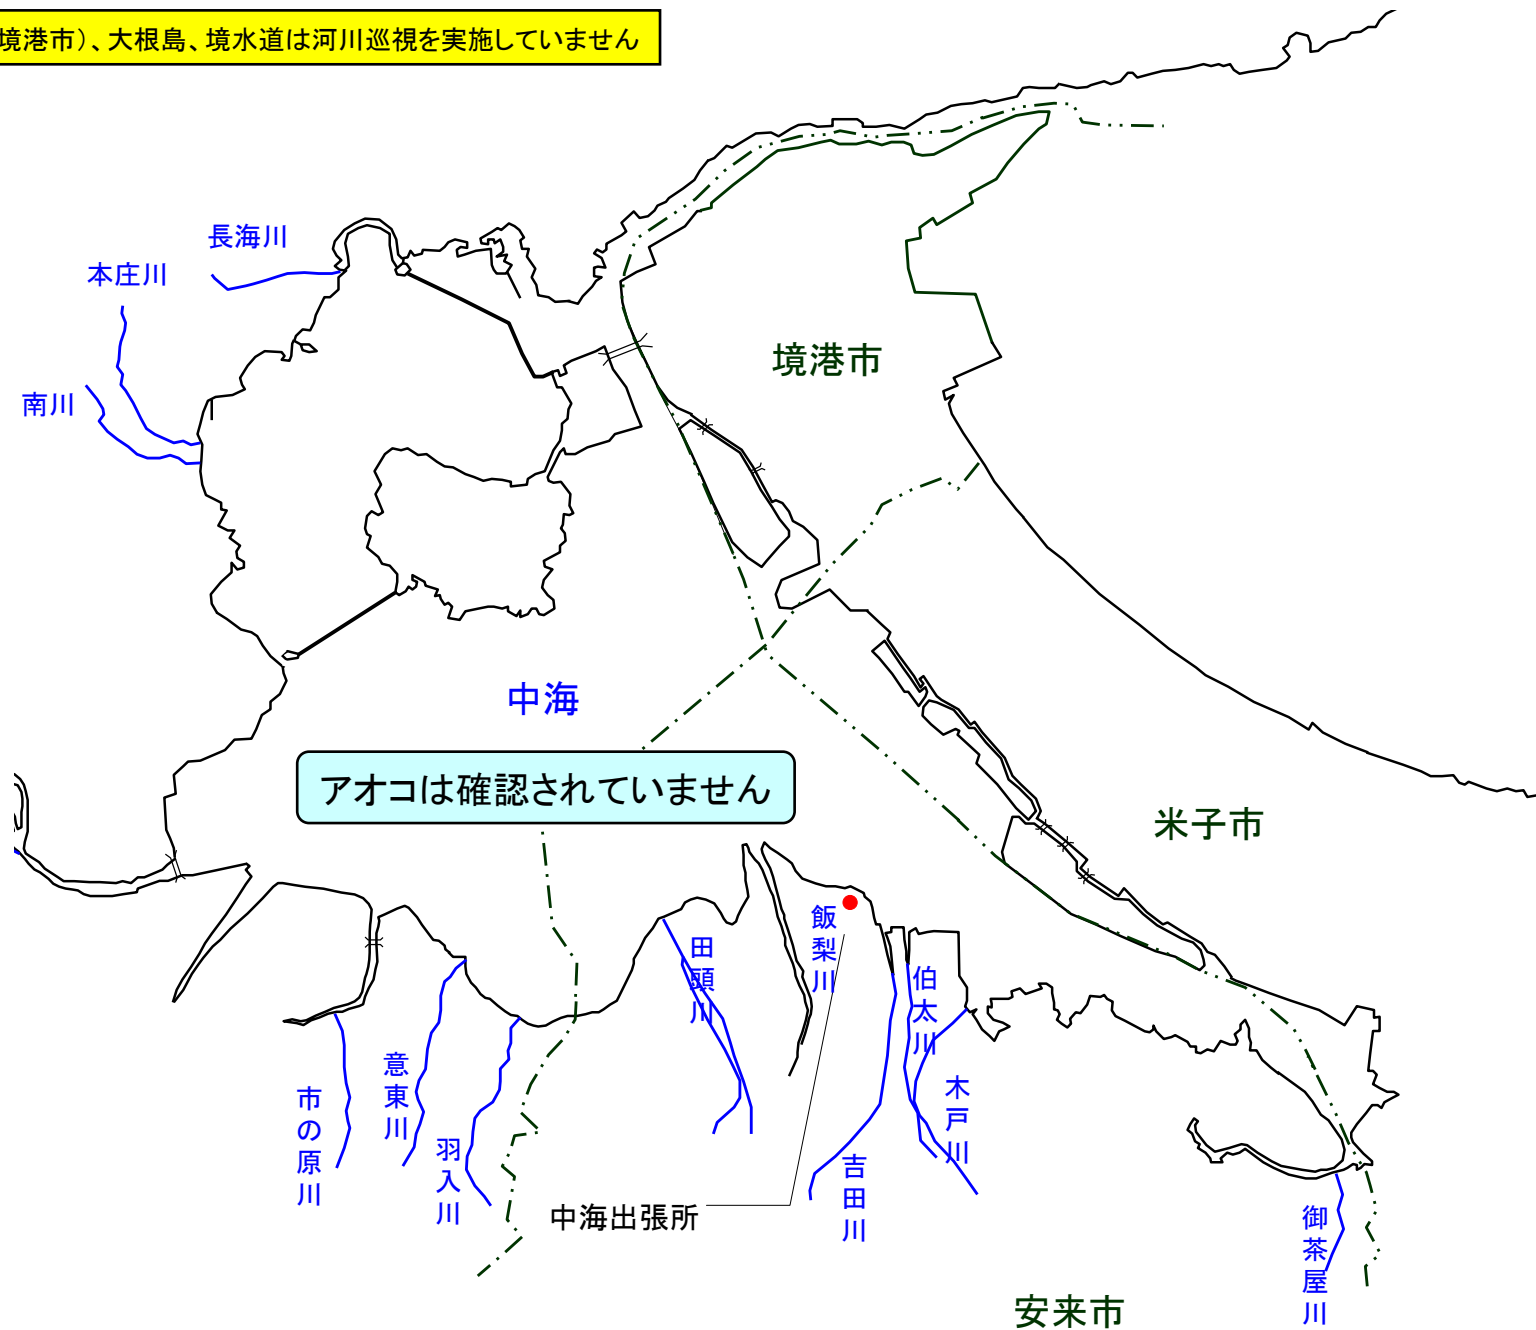 境港市)、大根島、境水道は河川巡視を実施していません
長海川
本庄川
南川
境港市
中海
アオコは確認されていません
米子市
飯梨川
田頭川
伯太川
意東川
木戸川
市の原川
羽入川
吉田川
中海出張所
御茶屋川
安来市